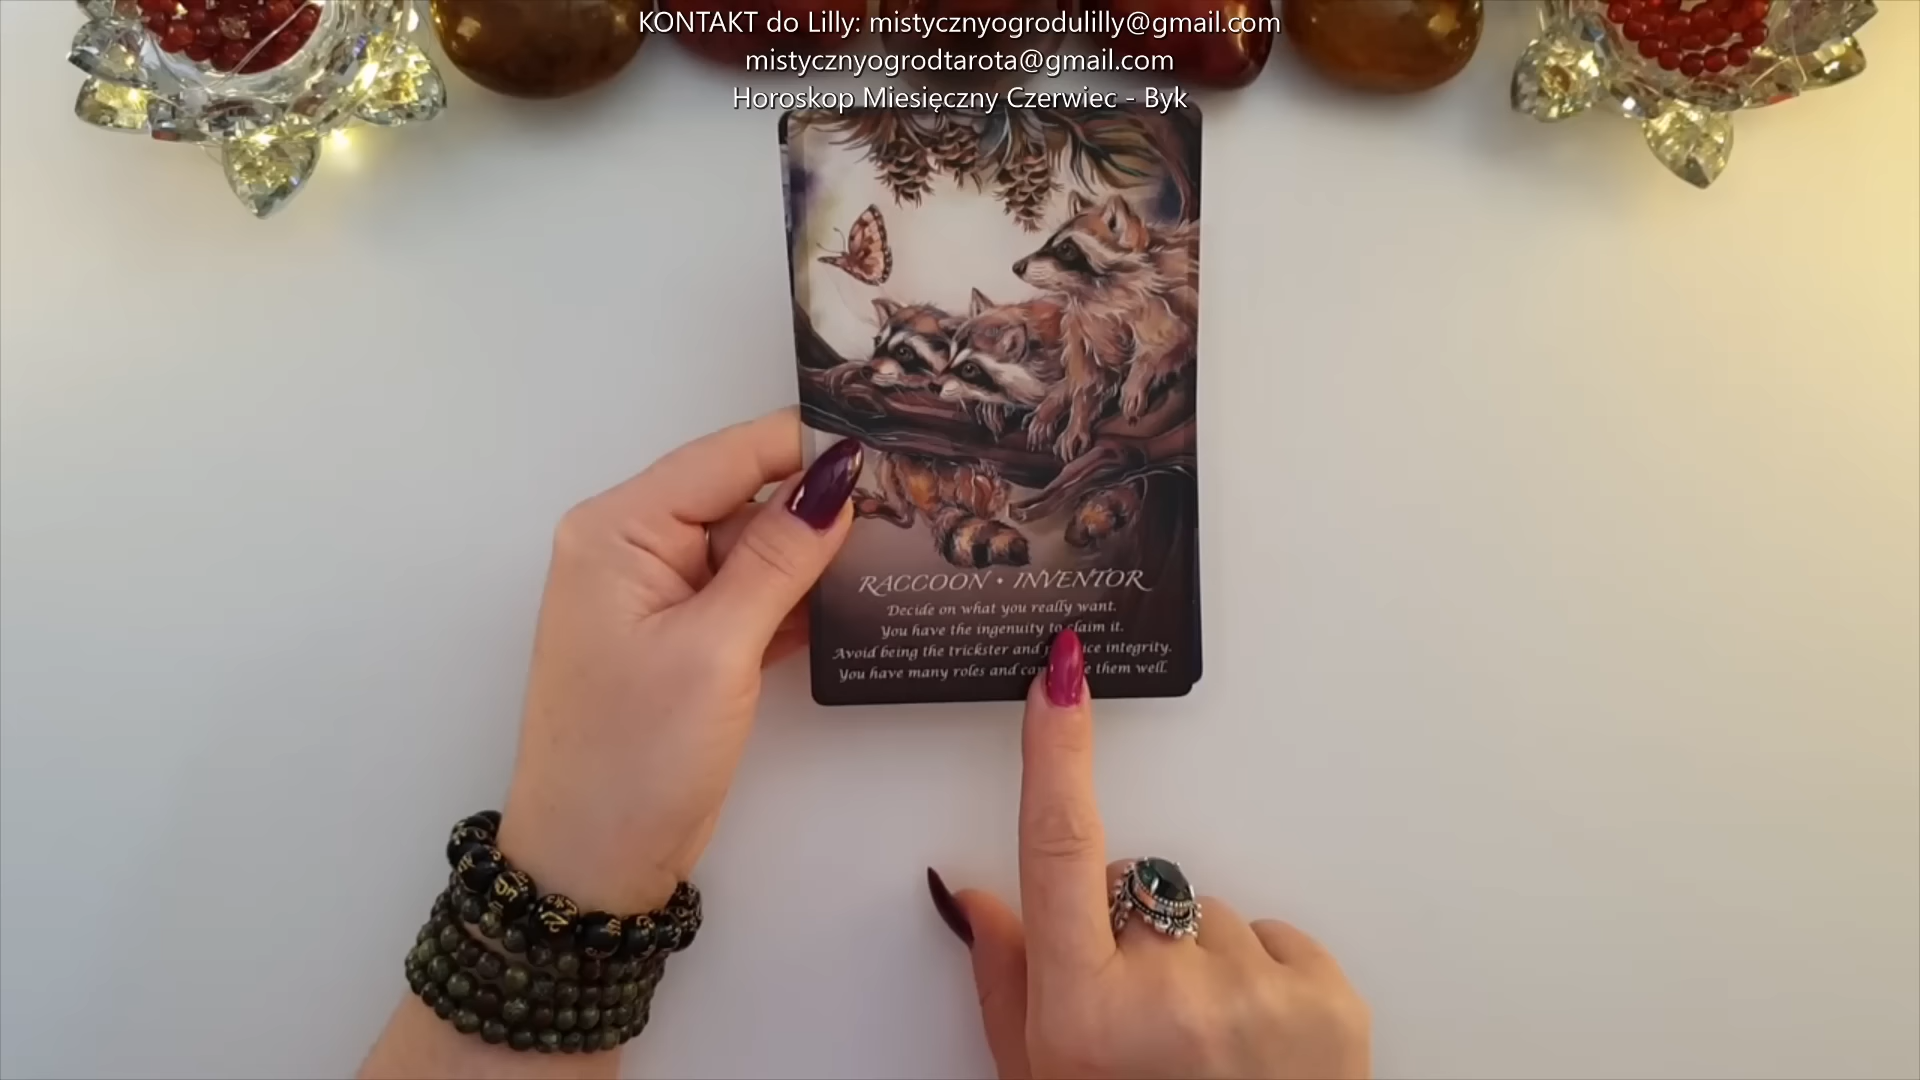 KONTAKT do Lilly: mistycznyogrodulilly@gmail.com
mistycznyogrodtarota@gmail.com
Horoskop Miesięczny Czerwiec - Byk
RACCOON • INVENTOR
Decide on what you really want.
You have the ingenuity to claim it.
Avoid being the trickster and integrity.
You have many roles and them well.